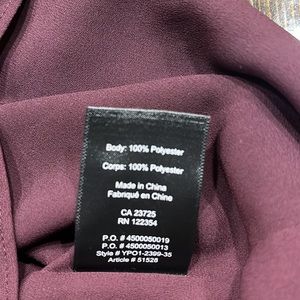 Body: 100% Polyester
Corps: 100% Polyester
Made in China
Fabriqué en Chine
CA 23725
RN 122354
P.O. # 4500050019
P.O. # 4500050013
Style # YPO1-2399-35
Article # 51526